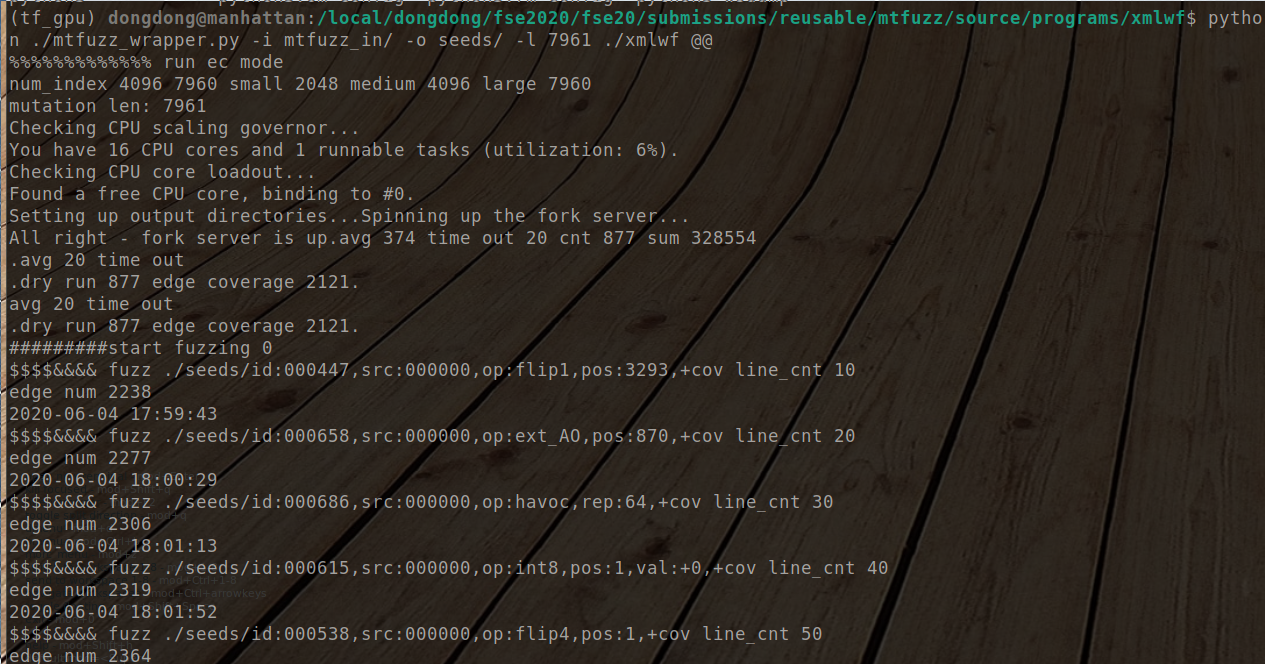 (tf_gpu) dongdong@manhattan:/local/dongdong/fse2020/fse20/submissions/reusable/mtfuzz/source/programs/xmlwf$ pytho
n ./mtfuzz_wrapper.py -i mtfuzz_in/ -o seeds/ -l 7961 ./xmlwf @@
%%%%%%%%%%%%% run ec mode
num_index 4096 7960 small 2048 medium 4096 large 7960
mutation len: 7961
Checking CPU scaling governor...
You have 16 CPU cores and 1 runnable tasks (utilization: 6%).
Checking CPU core loadout...
Found a free CPU core, binding to #0.
Setting up output directories...Spinning up the fork server...
All right - fork server is up.avg 374 time out 20 cnt 877 sum 328554
.avg 20 time out
.dry run 877 edge coverage 2121.
avg 20 time out
.dry run 877 edge coverage 2121.
#########start fuzzing 0
$$$$&&&& fuzz ./seeds/id:000447,src:000000,op:flip1,pos:3293,+cov line_cnt 10
edge num 2238
2020-06-04 17:59:43
$$$$&&&& fuzz ./seeds/id:000658,src:000000,op:ext_AO,pos:870,+cov line_cnt 20
edge num 2277
2020-06-04 18:00:29
$$$$&&&& fuzz ./seeds/id:000686,src:000000,op:havoc,rep:64,+cov line_cnt 30
edge num 2306
2020-06-04 18:01:13
$$$$&&&& fuzz ./seeds/id:000615,src:000000,op:int8,pos:1,val:+0,+cov line_cnt 40
edge num 2319
2020-06-04 18:01:52
$$$$&&&& fuzz ./seeds/id:000538,src:000000,op:flip4,pos:1,+cov line_cnt 50
edge num 2364